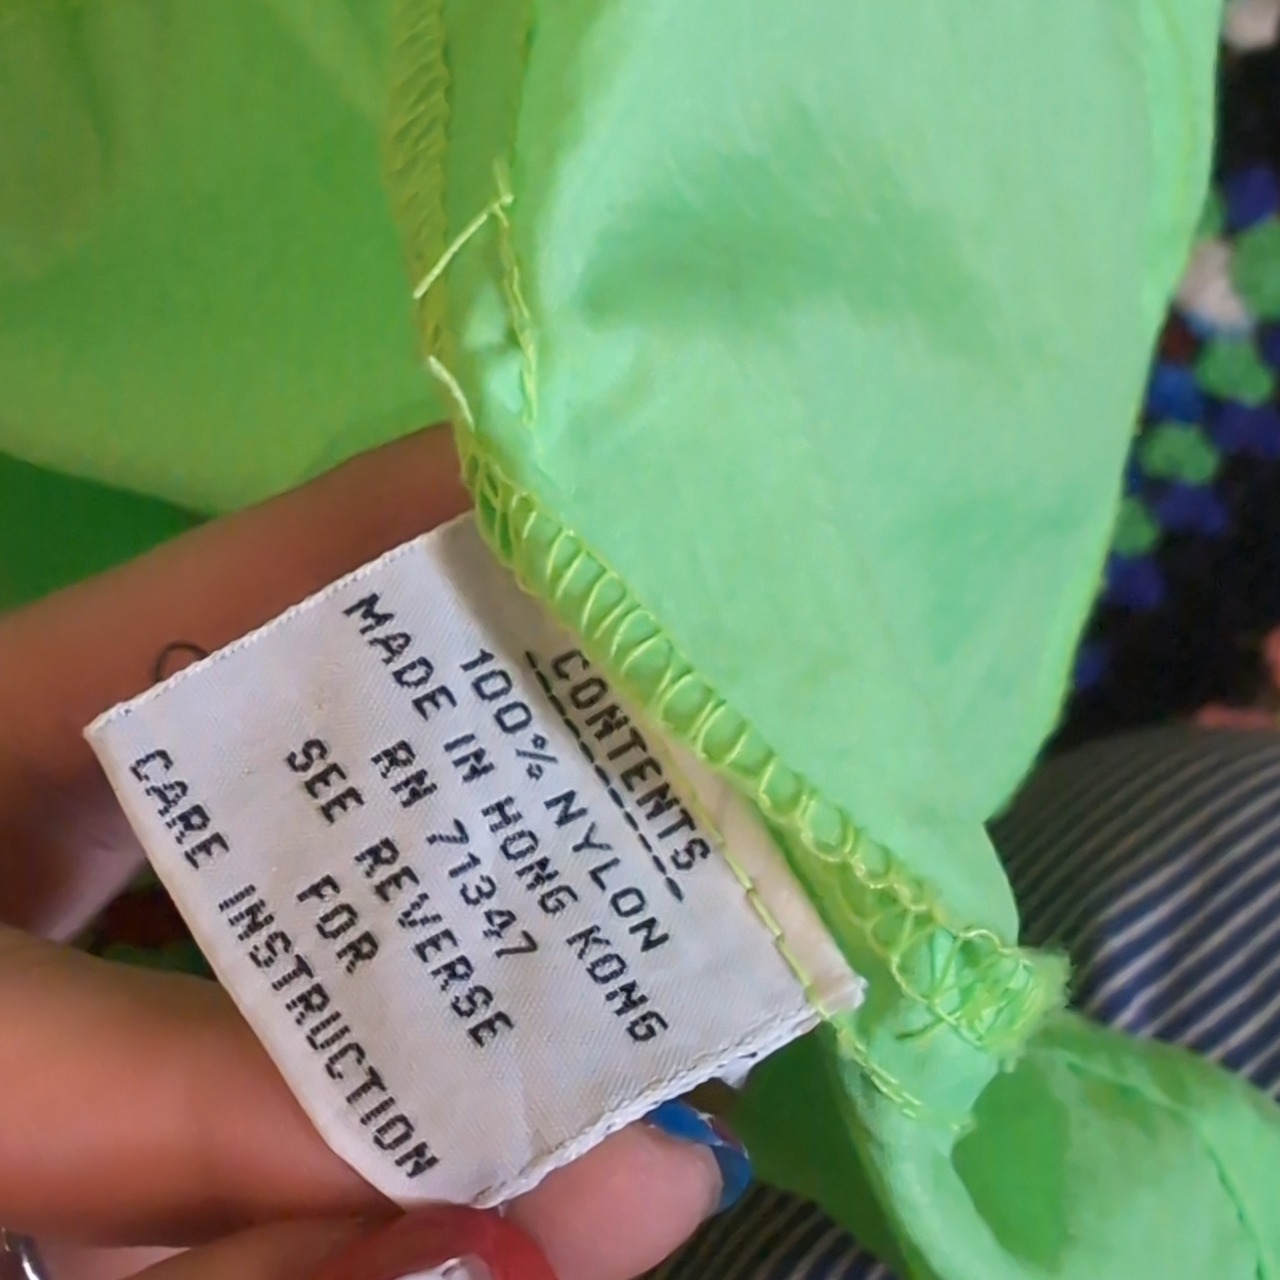 CONTENTS
100% NYLON
MADE IN HONG KONG
RN 71347
SEE REVERSE
FOR
CARE INSTRUCTION